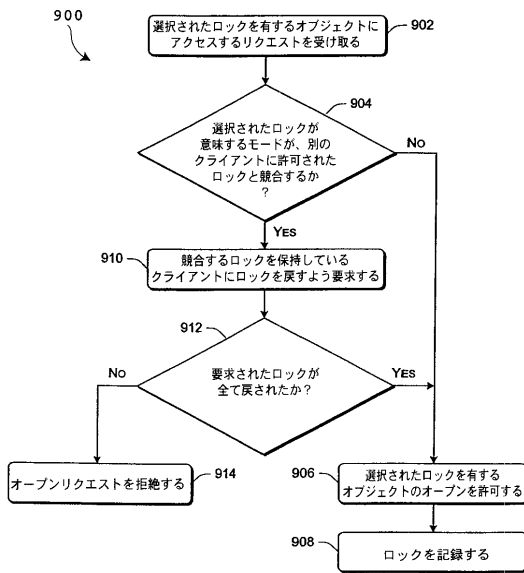 900
選択されたロックを有するオブジェクトに
アクセスするリクエストを受け取る
902
904
選択されたロックが
意味するモードが、別の
クライアントに許可された
ロックと競合するか
?
NO
YES
910
競合するロックを保持している
クライアントにロックを戻すよう要求する
912
要求されたロックが
全て戻されたか?
NO
YES
オープンリクエストを拒絶する
914
906
選択されたロックを有する
オブジェクトのオープンを許可する
908
ロックを記録する